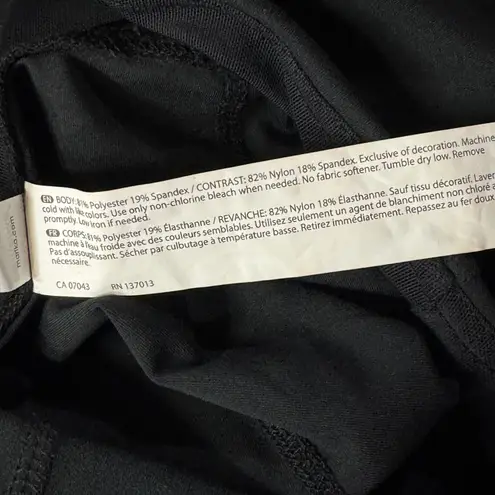 EN BODY: 81% Polyester 19% Spandex / CONTRAST: 82% Nylon 18% Spandex. Exclusive of decoration. Machine
cold with like colors. Use only non-chlorine bleach when needed. No fabric softener. Tumble dry low. Remove
promptly. Low iron if needed.
FR CORPS: 81% Polyester 19% Élasthanne / REVANCHE: 82% Nylon 18% Élasthanne. Sauf tissu décoratif. Laver
machine à l'eau froide avec des couleurs semblables. Utilisez seulement un agent de blanchiment non chloré a
Pas d'assouplissant. Sécher par culbutage à température basse. Retirez immédiatement. Repassez au fer doux
nécessaire.
CA 07043 RN 137013
.com